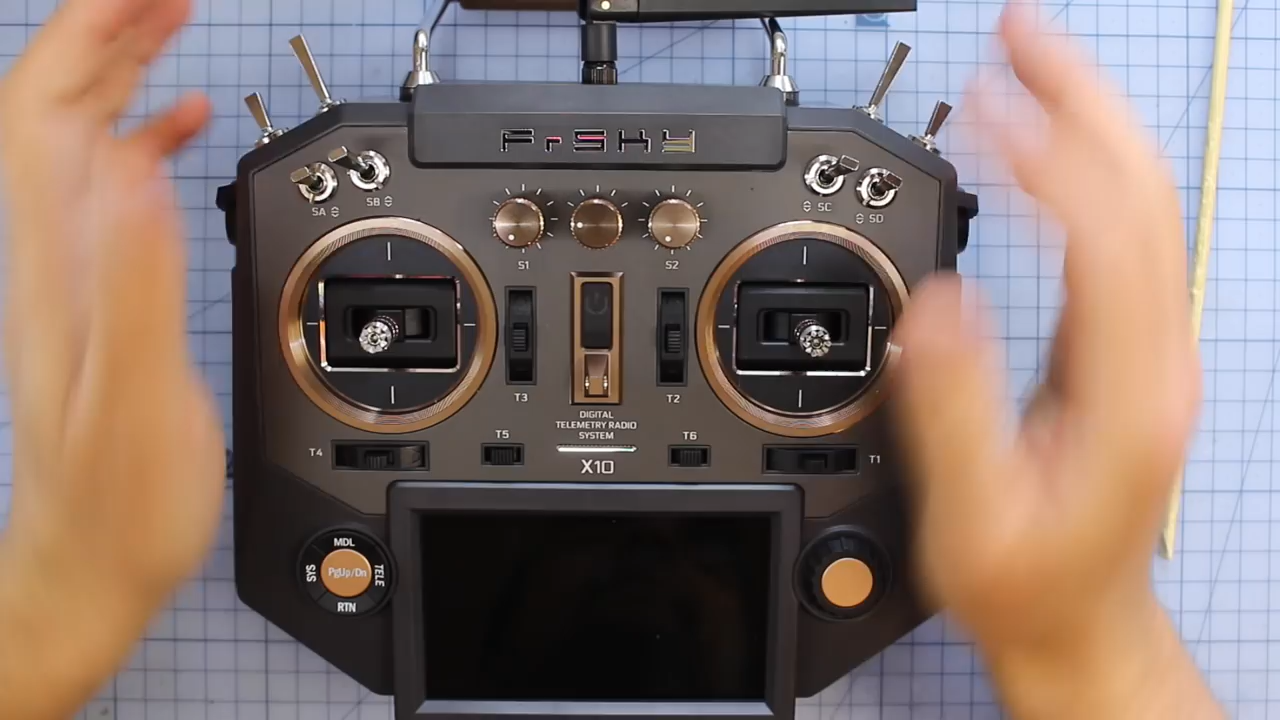 FrSky
SA
SB
SC
SD
S1
S2
T3
T2
DIGITAL
TELEMETRY RADIO
SYSTEM
X10
T4
T5
T6
T1
MDL
SYS
PgUp/Dn
TELE
RTN